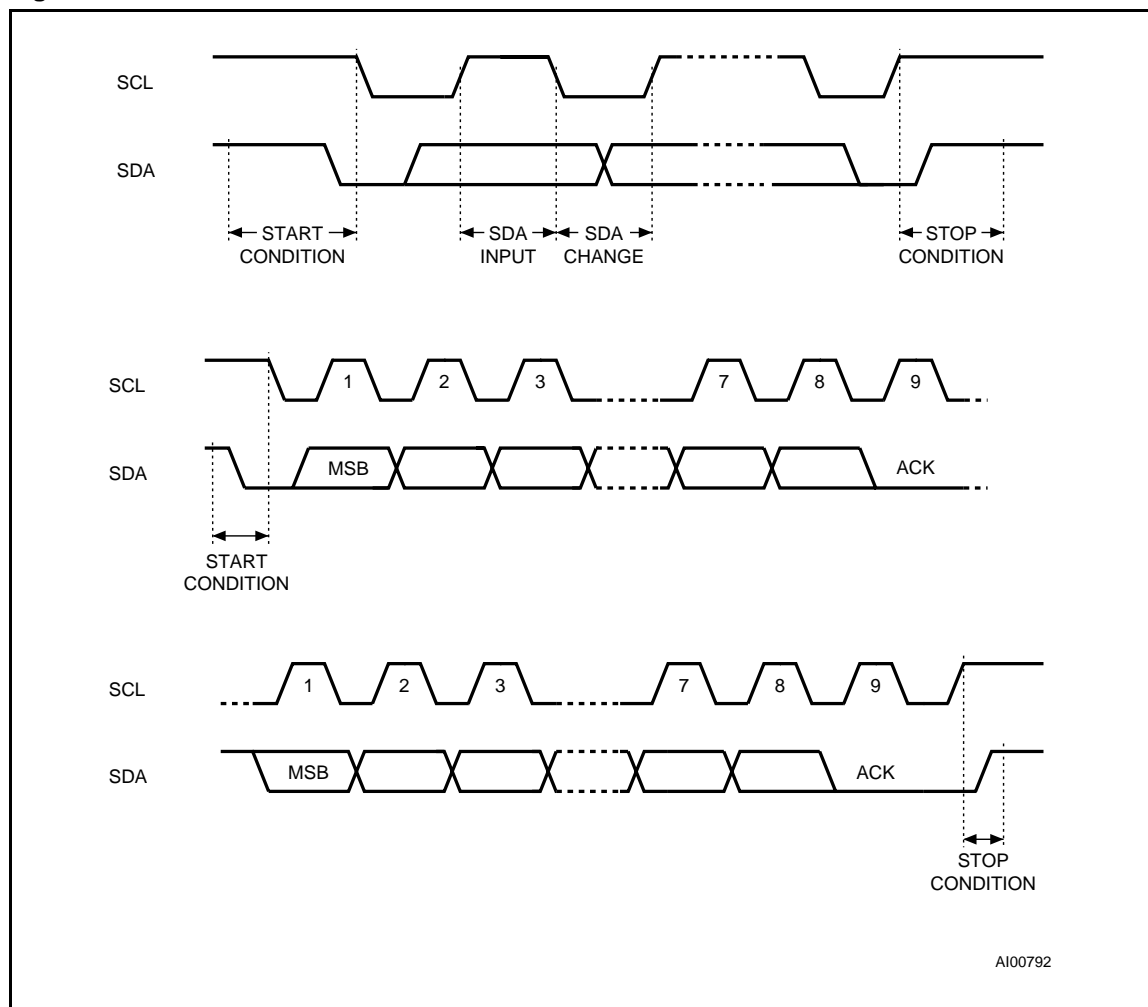 SCL
SDA
START
CONDITION
SDA
INPUT
SDA
CHANGE
STOP
CONDITION
SCL
1 2 3 7 8 9
SDA
MSB
ACK
START
CONDITION
SCL
1 2 3 7 8 9
SDA
MSB
ACK
STOP
CONDITION
AI00792